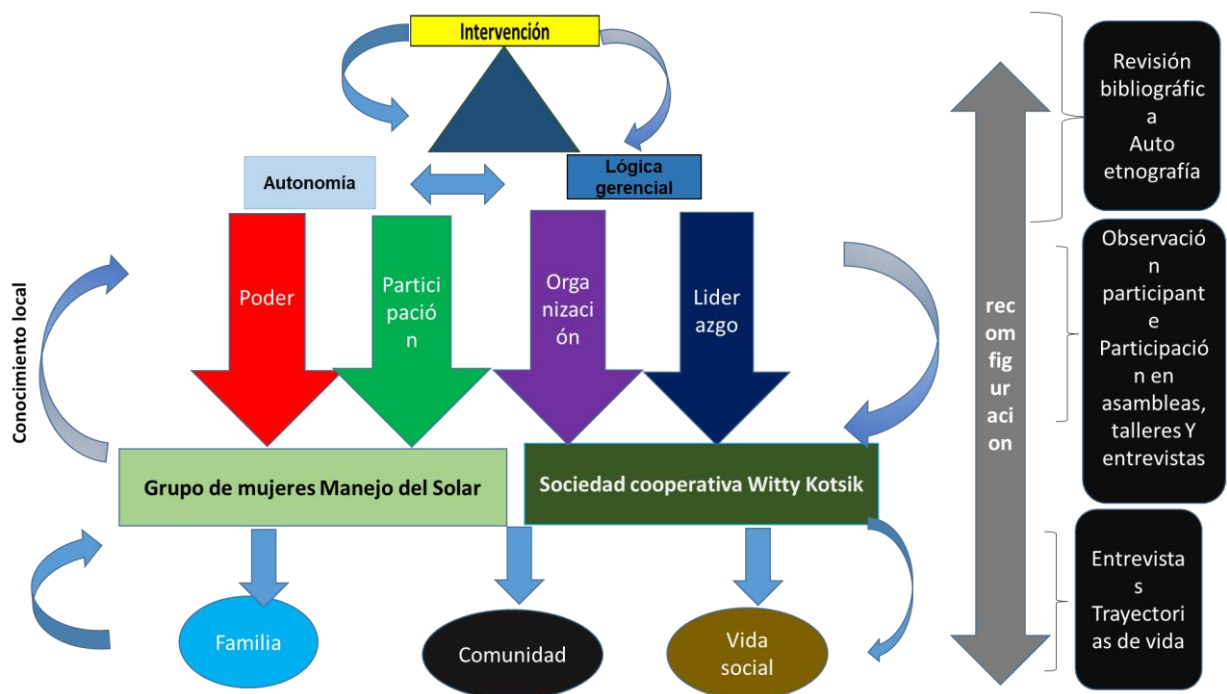 Intervención
Autonomía
Lógica
gerencial
Poder
Partici
pació
n
Orga
nizaci
ón
Lider
azgo
Conocimiento local
Grupo de mujeres Manejo del Solar
Sociedad cooperativa Witty Kotsik
Familia
Comunidad
Vida
social
rec
om
fig
ur
aci
on
Revisión
bibliográfic
a
Auto
etnografía
Observació
n
participant
e
Participació
n en
asambleas,
talleres Y
entrevistas
Entrevista
s
Trayectori
as de vida